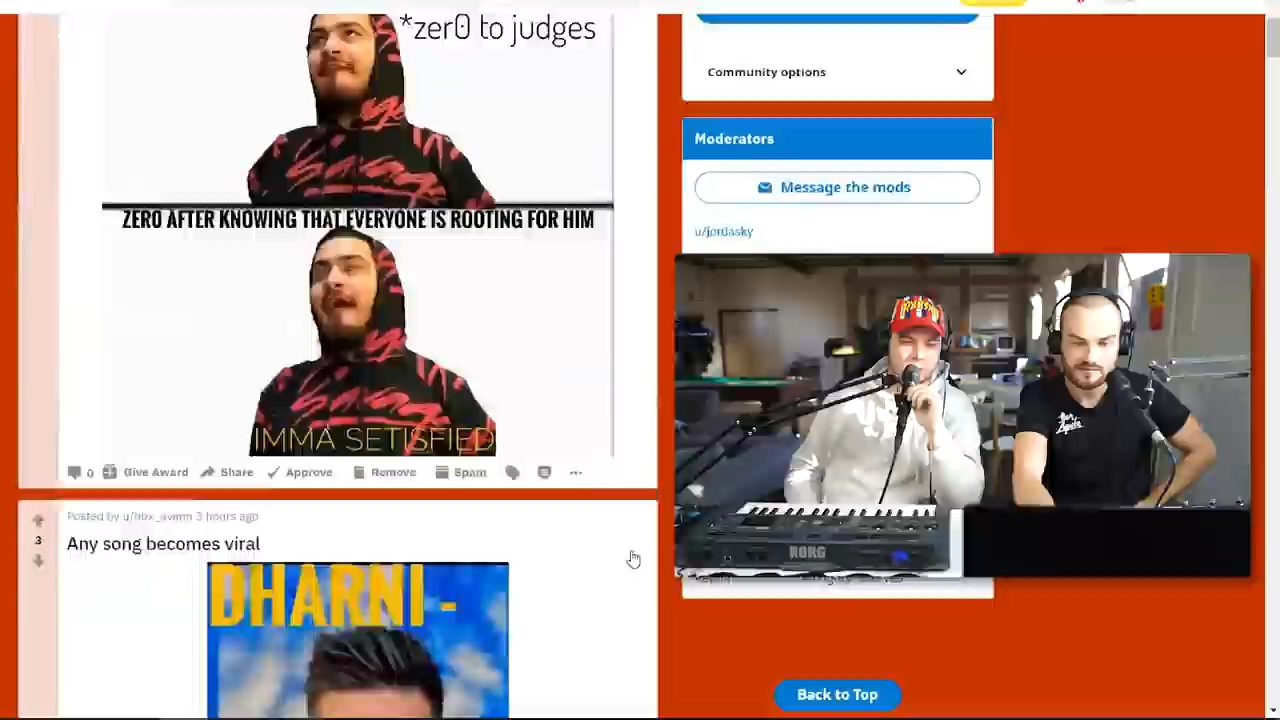 *zer0 to judges
ZERO AFTER KNOWING THAT EVERYONE IS ROOTING FOR HIM
IMMA SETISFIED
0
Give Award
Share
Approve
Remove
Spam
Posted by 3 hours ago
3
Any song becomes viral
DHARNI -
Community options
Moderators
Message the mods
u/jordasky
KORG
Back to Top